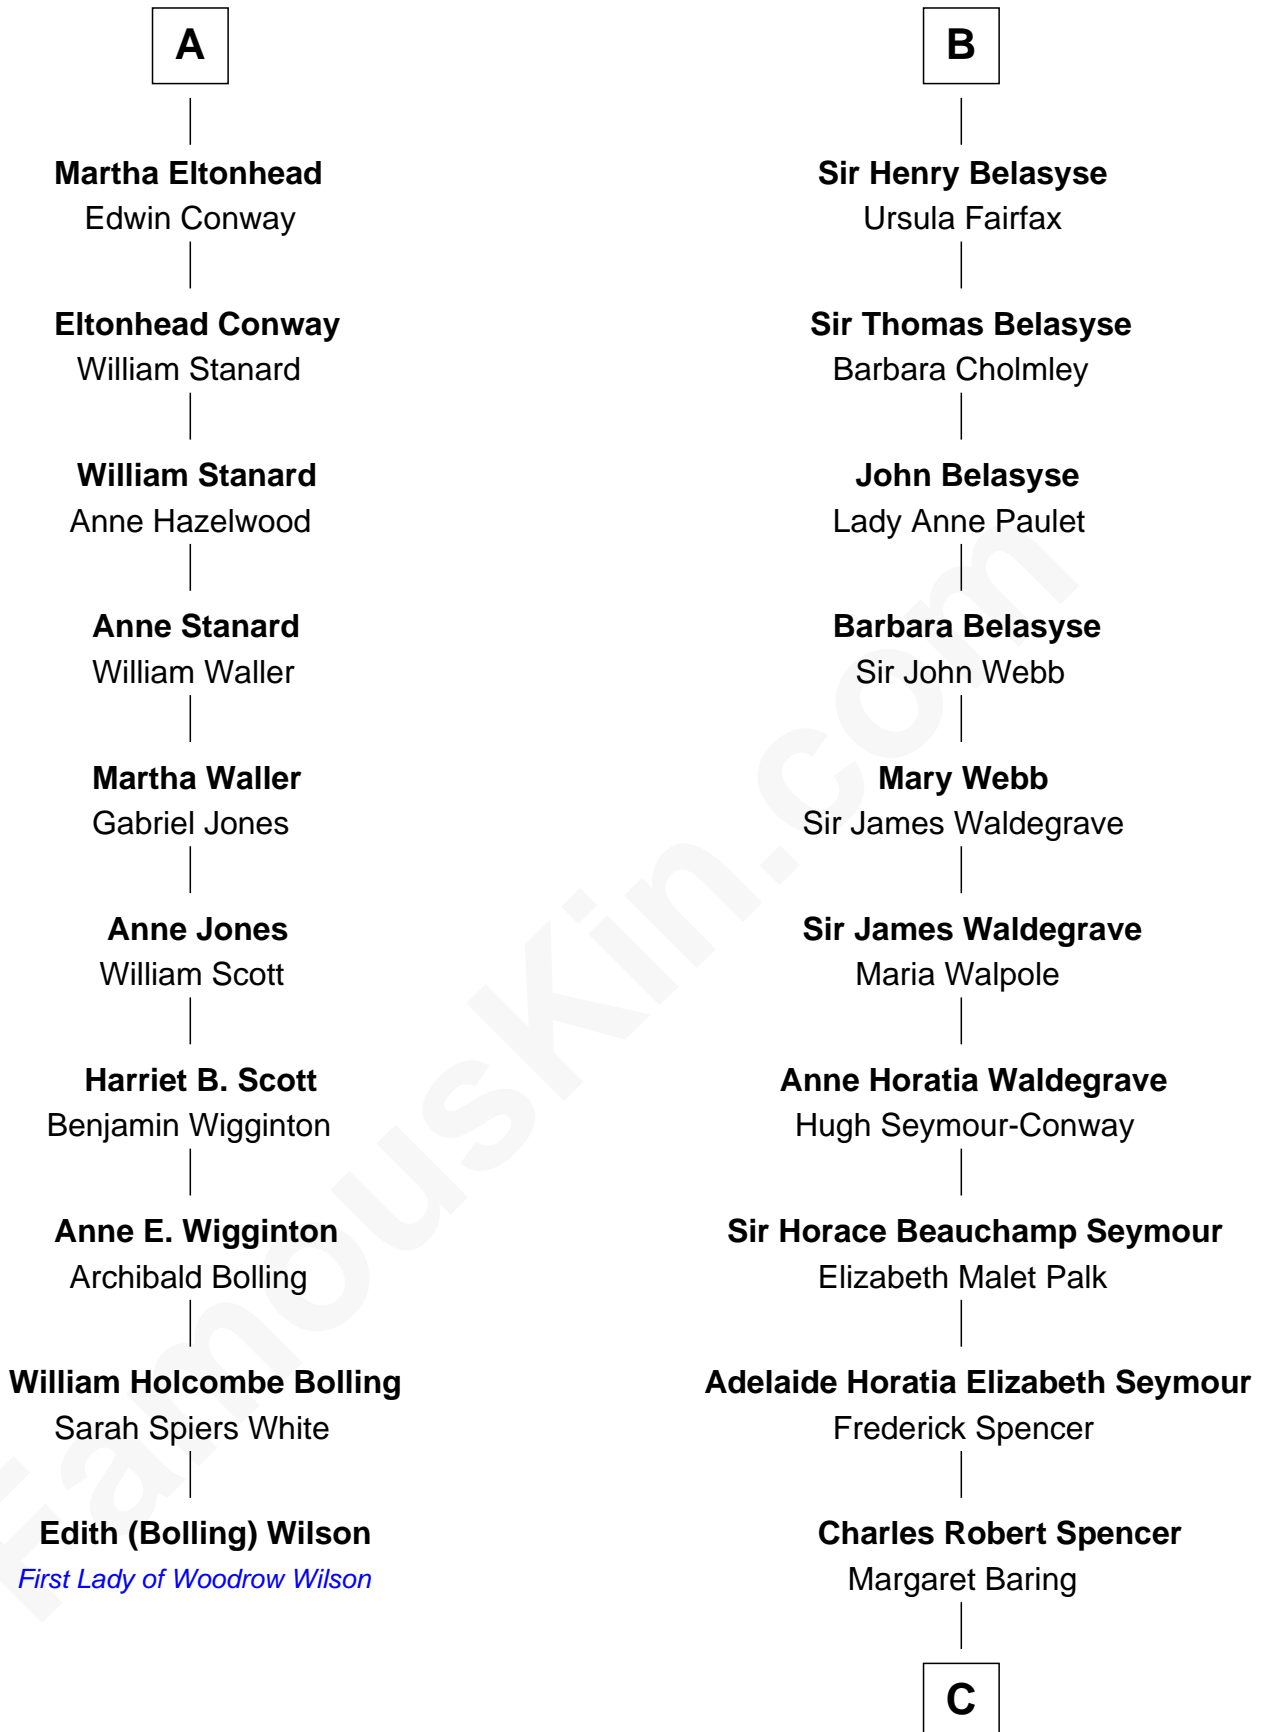 A
Martha Eltonhead
Edwin Conway
Eltonhead Conway
William Stanard
William Stanard
Anne Hazelwood
Anne Stanard
William Waller
Martha Waller
Gabriel Jones
Anne Jones
William Scott
Harriet B. Scott
Benjamin Wigginton
Anne E. Wigginton
Archibald Bolling
William Holcombe Bolling
Sarah Spiers White
Edith (Bolling) Wilson
First Lady of Woodrow Wilson
B
Sir Henry Belasyse
Ursula Fairfax
Sir Thomas Belasyse
Barbara Cholmley
John Belasyse
Lady Anne Paulet
Barbara Belasyse
Sir John Webb
Mary Webb
Sir James Waldegrave
Sir James Waldegrave
Maria Walpole
Anne Horatia Waldegrave
Hugh Seymour-Conway
Sir Horace Beauchamp Seymour
Elizabeth Malet Palk
Adelaide Horatia Elizabeth Seymour
Frederick Spencer
Charles Robert Spencer
Margaret Baring
C
FamousKin.com